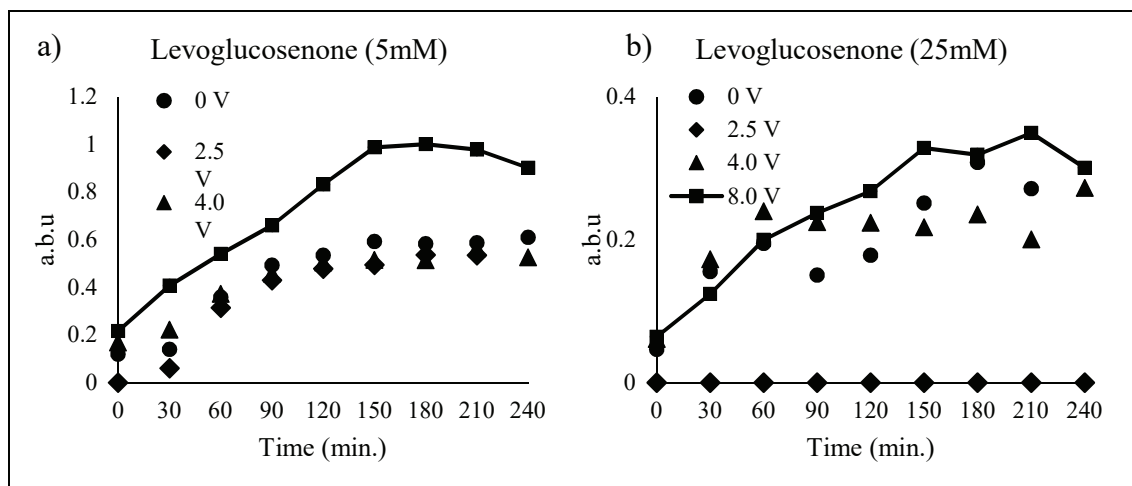 a)
Levoglucosenone (5mM)
1.2
1
0.8
0.6
0.4
0.2
0
a.b.u
0 V
2.5
V
4.0
V
0 30 60 90 120 150 180 210 240
Time (min.)
b)
Levoglucosenone (25mM)
0.4
0.2
0
a.b.u
0 V
2.5 V
4.0 V
8.0 V
0 30 60 90 120 150 180 210 240
Time (min.)